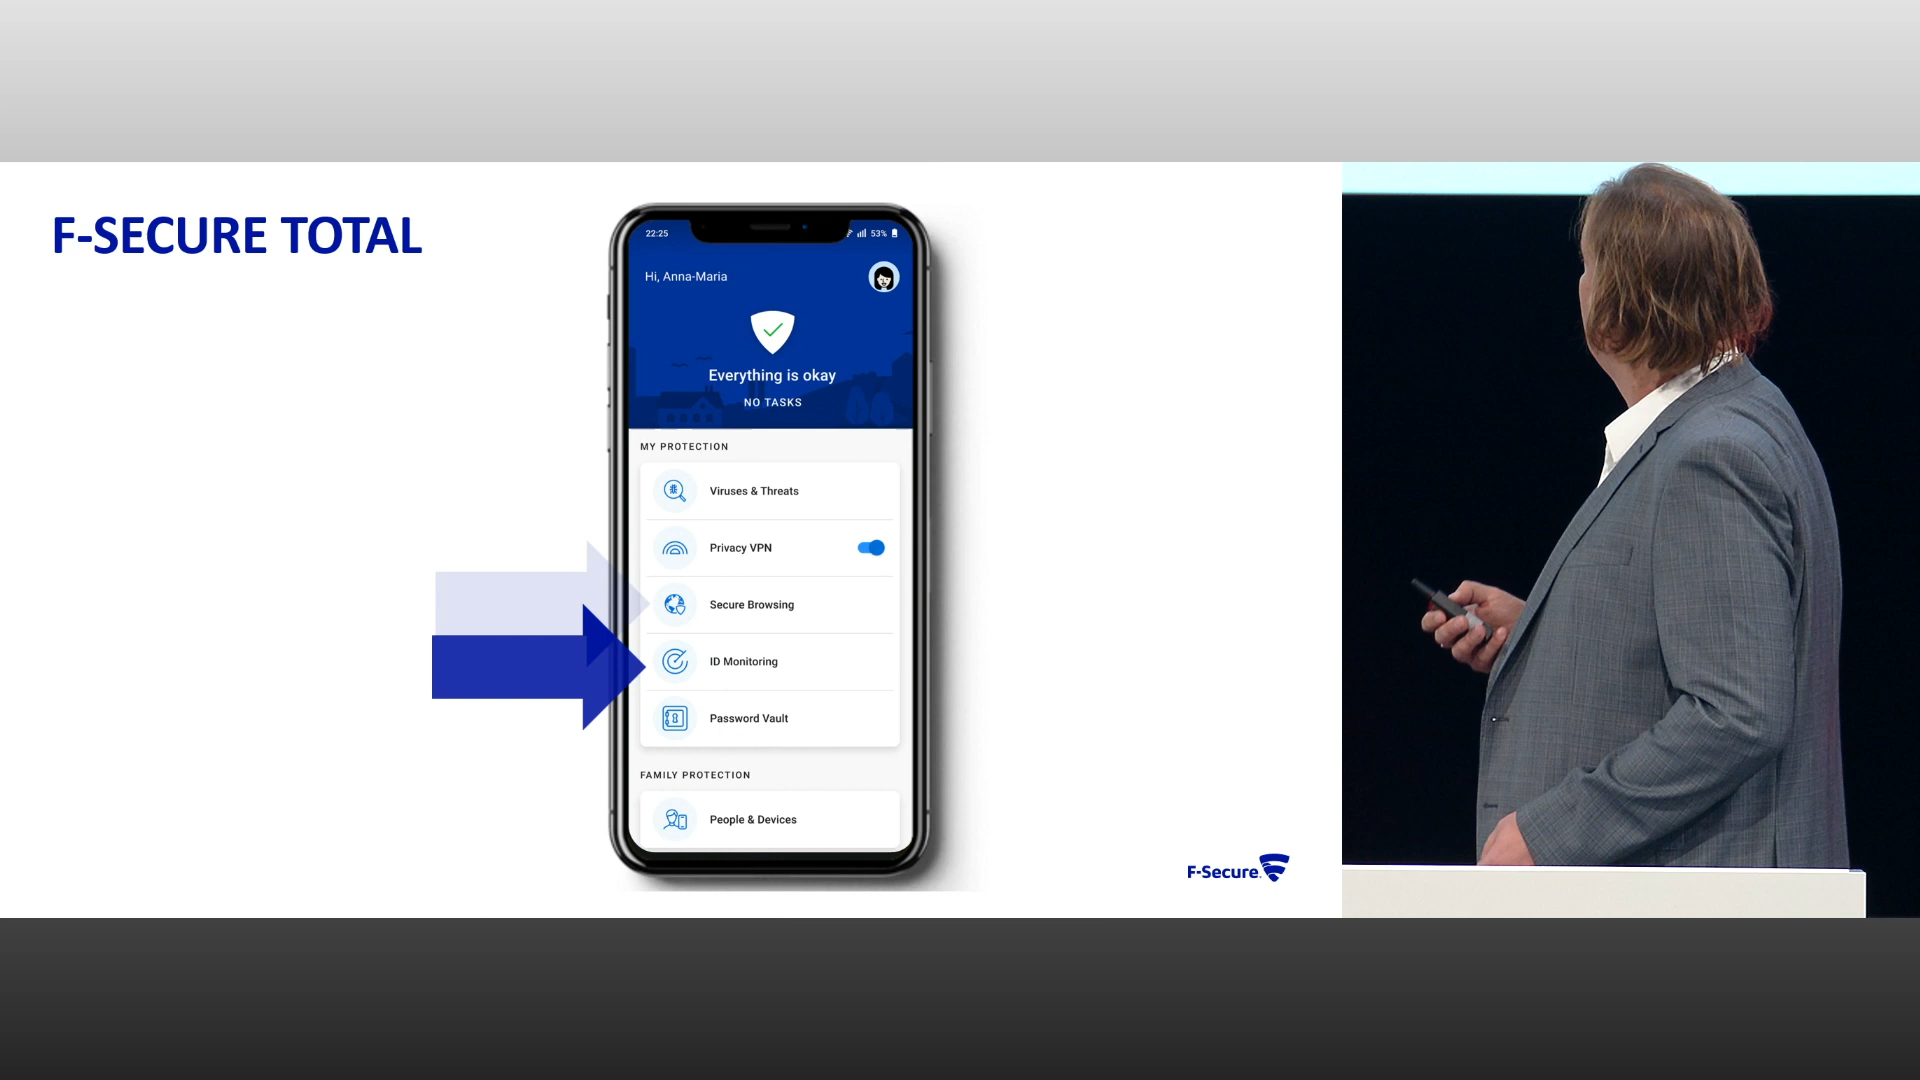 F-SECURE TOTAL
22:25
53%
Hi, Anna-Maria
Everything is okay
NO TASKS
MY PROTECTION
Viruses & Threats
Privacy VPN
Secure Browsing
ID Monitoring
Password Vault
FAMILY PROTECTION
People & Devices
F-Secure